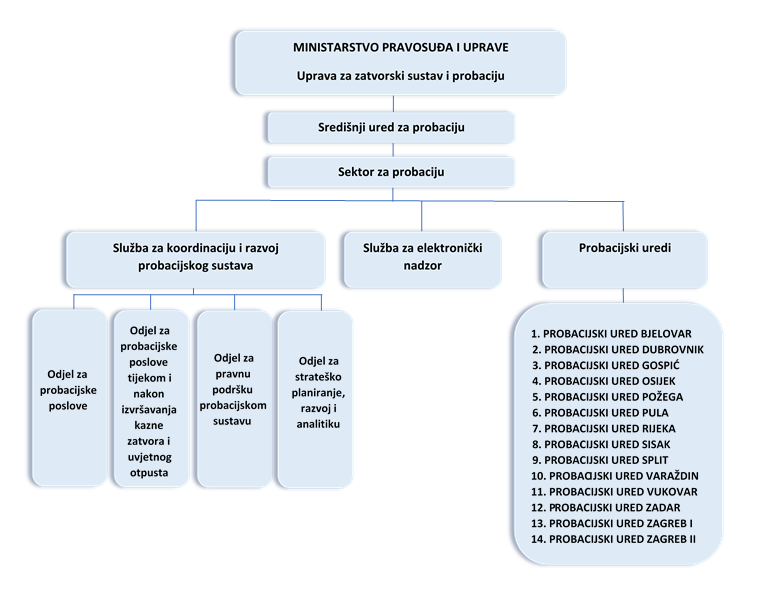 MINISTARSTVO PRAVOSUĐA I UPRAVE
Uprava za zatvorski sustav i probaciju
Središnji ured za probaciju
Sektor za probaciju
Služba za koordinaciju i razvoj
probacijskog sustava
Služba za elektronički
nadzor
Probacijski uredi
Odjel za
probacijske
poslove
Odjel za
probacijske
poslove
tijekom i
nakon
izvršavanja
kazne
zatvora i
uvjetnog
otpusta
Odjel za
pravnu
podršku
probacijskom
sustavu
Odjel za
strateško
planiranje,
razvoj i
analitiku
1. PROBACIJSKI URED BJELOVAR
2. PROBACIJSKI URED DUBROVNIK
3. PROBACIJSKI URED GOSPIĆ
4. PROBACIJSKI URED OSIJEK
5. PROBACIJSKI URED POŽEGA
6. PROBACIJSKI URED PULA
7. PROBACIJSKI URED RIJEKA
8. PROBACIJSKI URED SISAK
9. PROBACIJSKI URED SPLIT
10. PROBACIJSKI URED VARAŽDIN
11. PROBACIJSKI URED VUKOVAR
12. PROBACIJSKI URED ZADAR
13. PROBACIJSKI URED ZAGREB I
14. PROBACIJSKI URED ZAGREB II